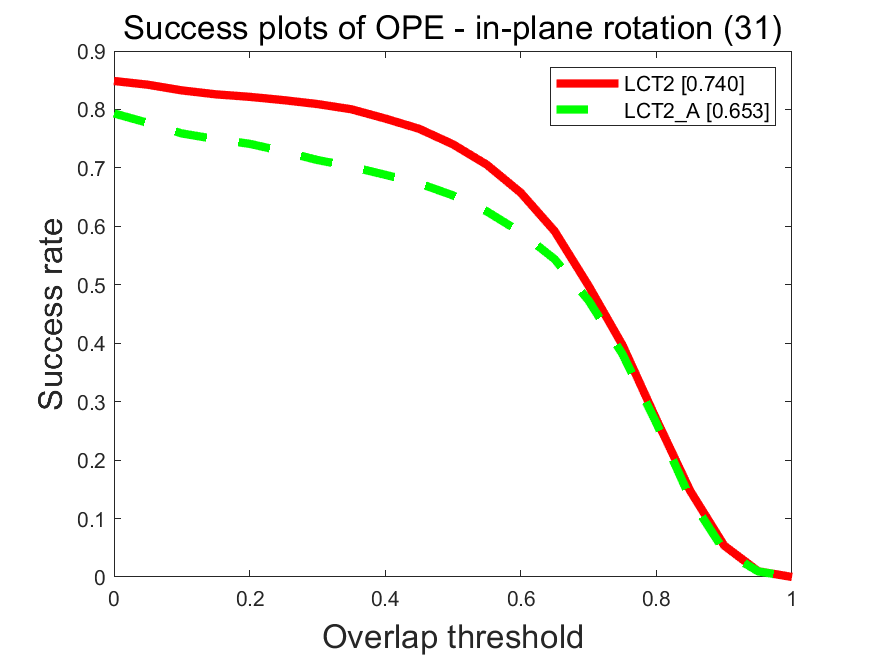 Success plots of OPE - in-plane rotation (31)
LCT2 [0.740]
LCT2_A [0.653]
Success rate
0.9
0.8
0.7
0.6
0.5
0.4
0.3
0.2
0.1
0
0 0.2 0.4 0.6 0.8 1
Overlap threshold